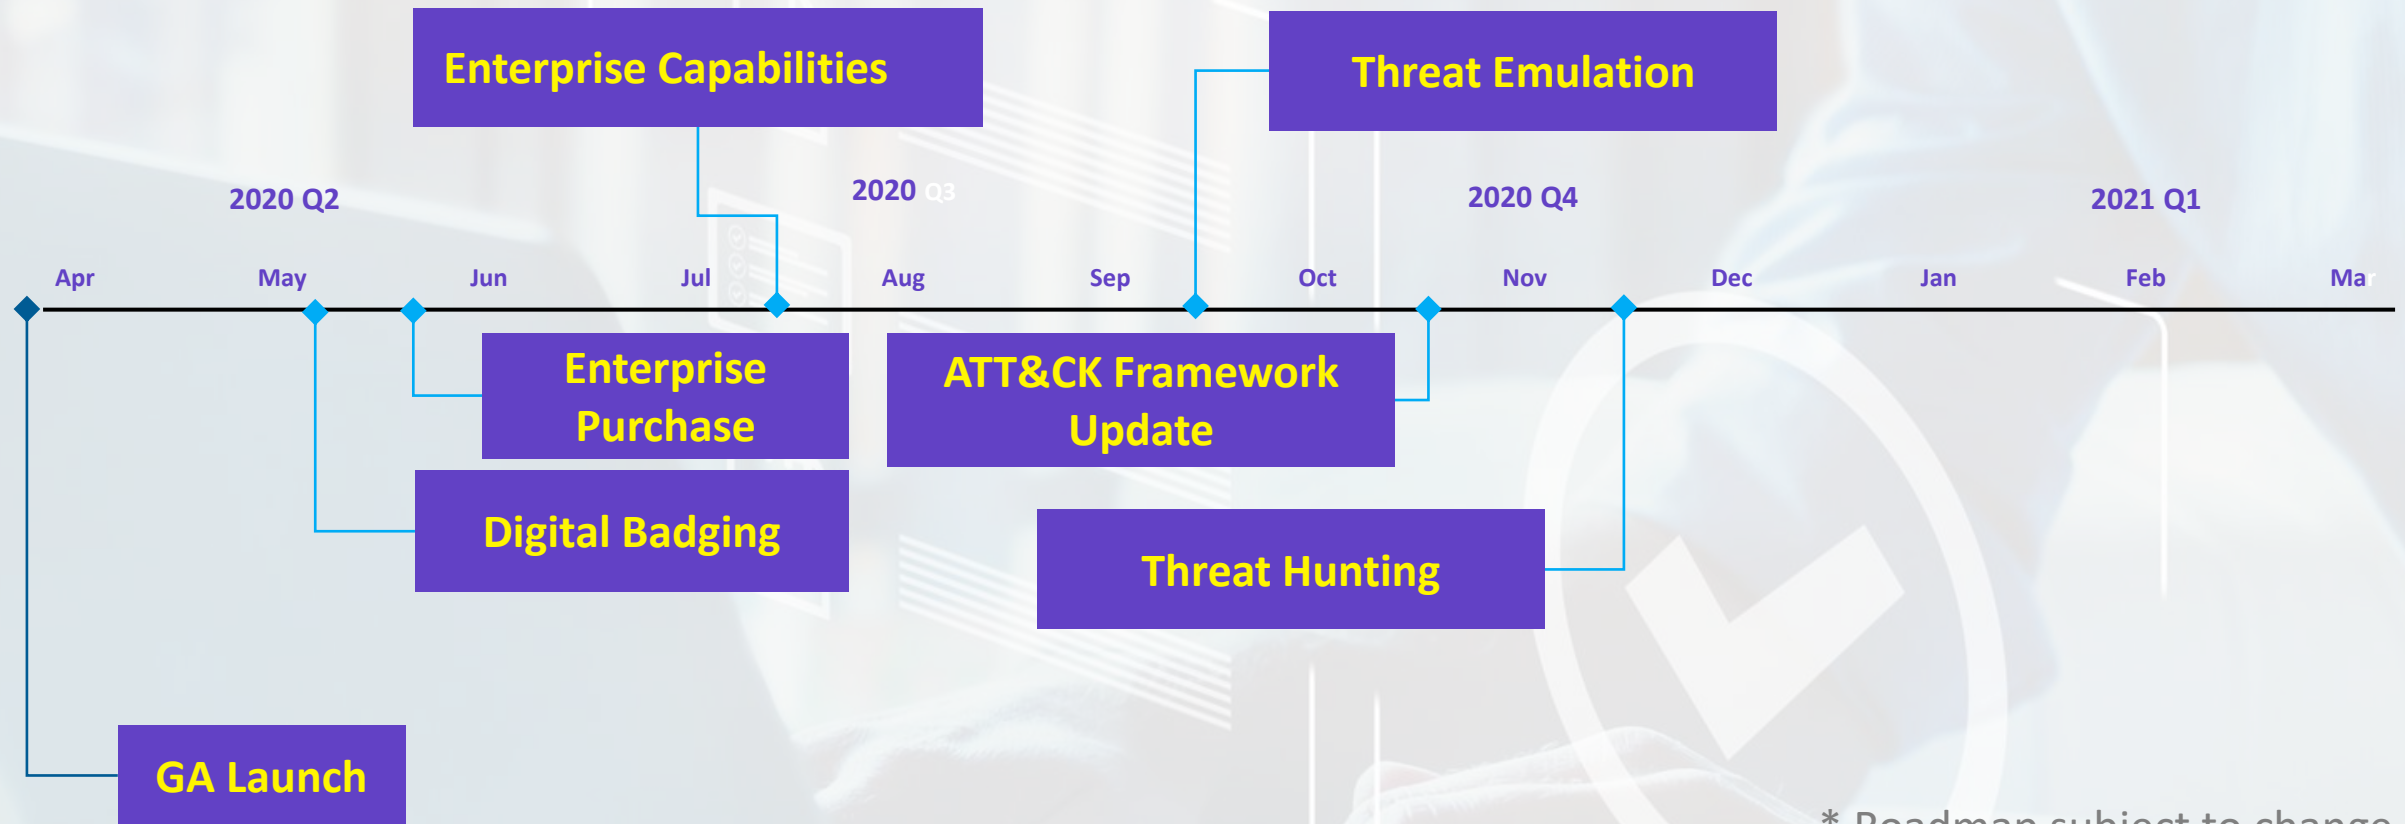 Enterprise Capabilities
Threat Emulation
2020 Q2
2020 Q3
2020 Q4
2021 Q1
Apr
May
Jun
Jul
Aug
Sep
Oct
Nov
Dec
Jan
Feb
Mar
Enterprise
Purchase
ATT&CK Framework
Update
Digital Badging
Threat Hunting
GA Launch
* Roadmap subject to change